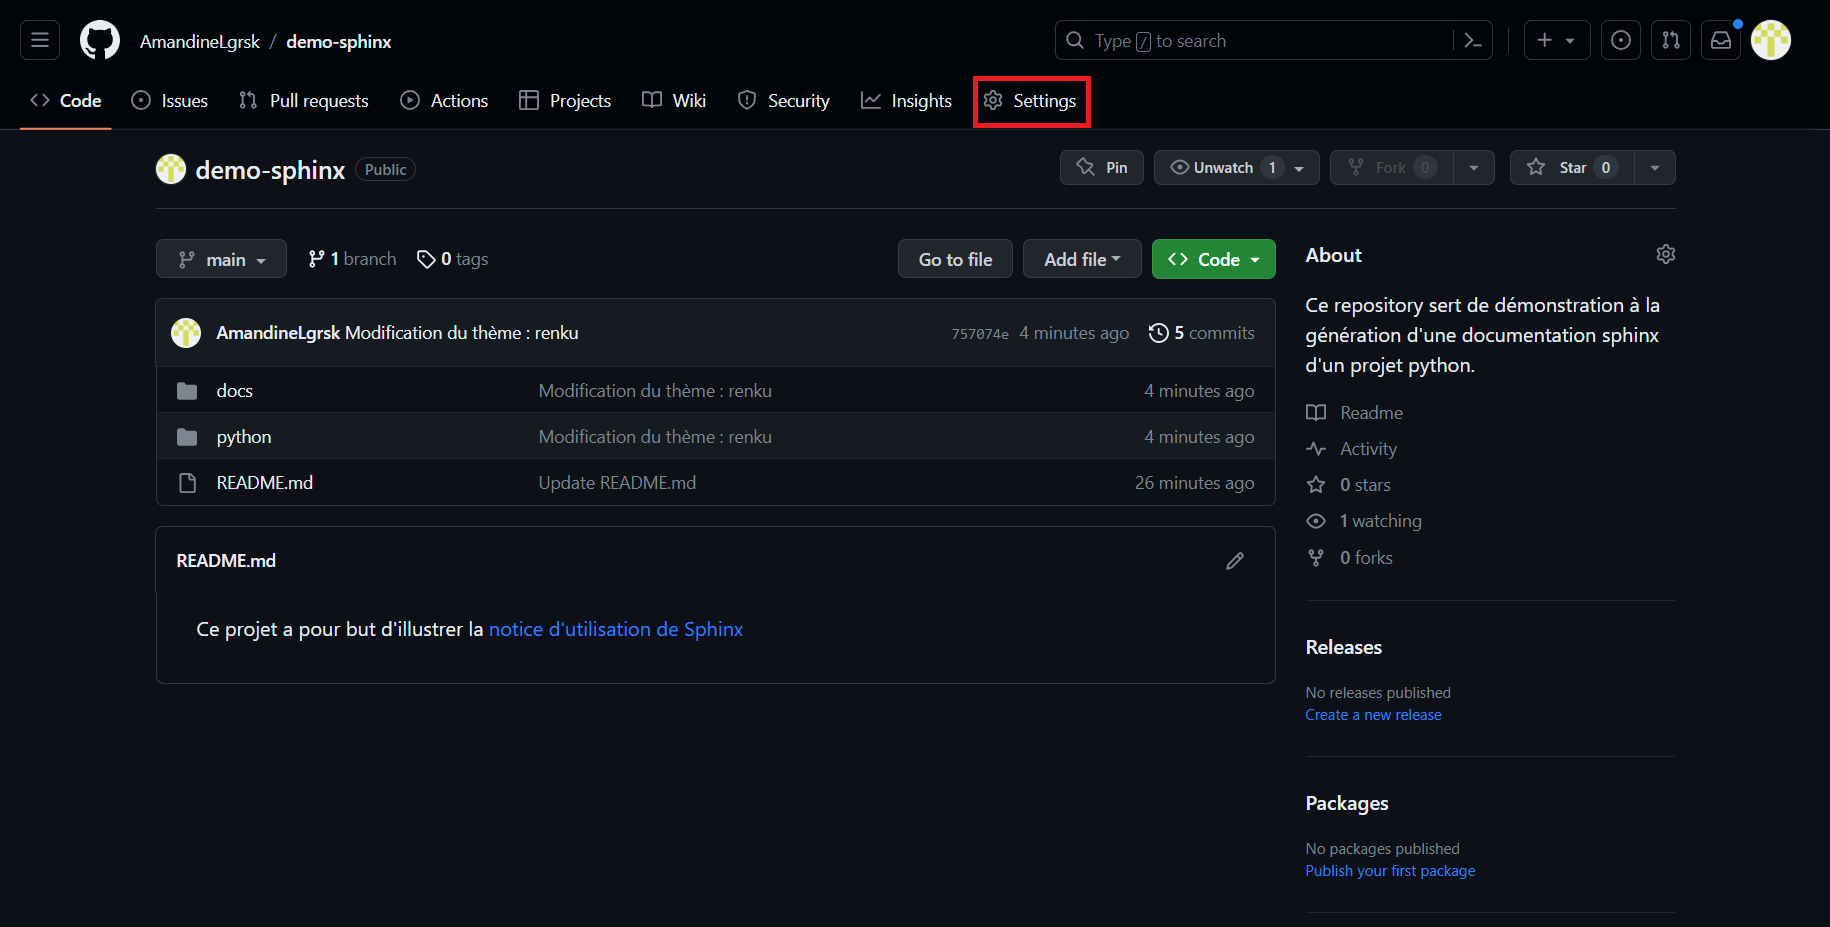 AmandineLgrsk / demo-sphinx
Type / to search
Code Issues Pull requests Actions Projects Wiki Security Insights Settings
demo-sphinx Public
Pin Unwatch 1 Fork 0 Star 0
main 1 branch 0 tags Go to file Add file Code
AmandineLgrsk Modification du thème : renku 757074e 4 minutes ago 5 commits
docs Modification du thème : renku 4 minutes ago
python Modification du thème : renku 4 minutes ago
README.md Update README.md 26 minutes ago
README.md
Ce projet a pour but d'illustrer la notice d'utilisation de Sphinx
About
Ce repository sert de démonstration à la
génération d'une documentation sphinx
d'un projet python.
Readme
Activity
0 stars
1 watching
0 forks
Releases
No releases published
Create a new release
Packages
No packages published
Publish your first package